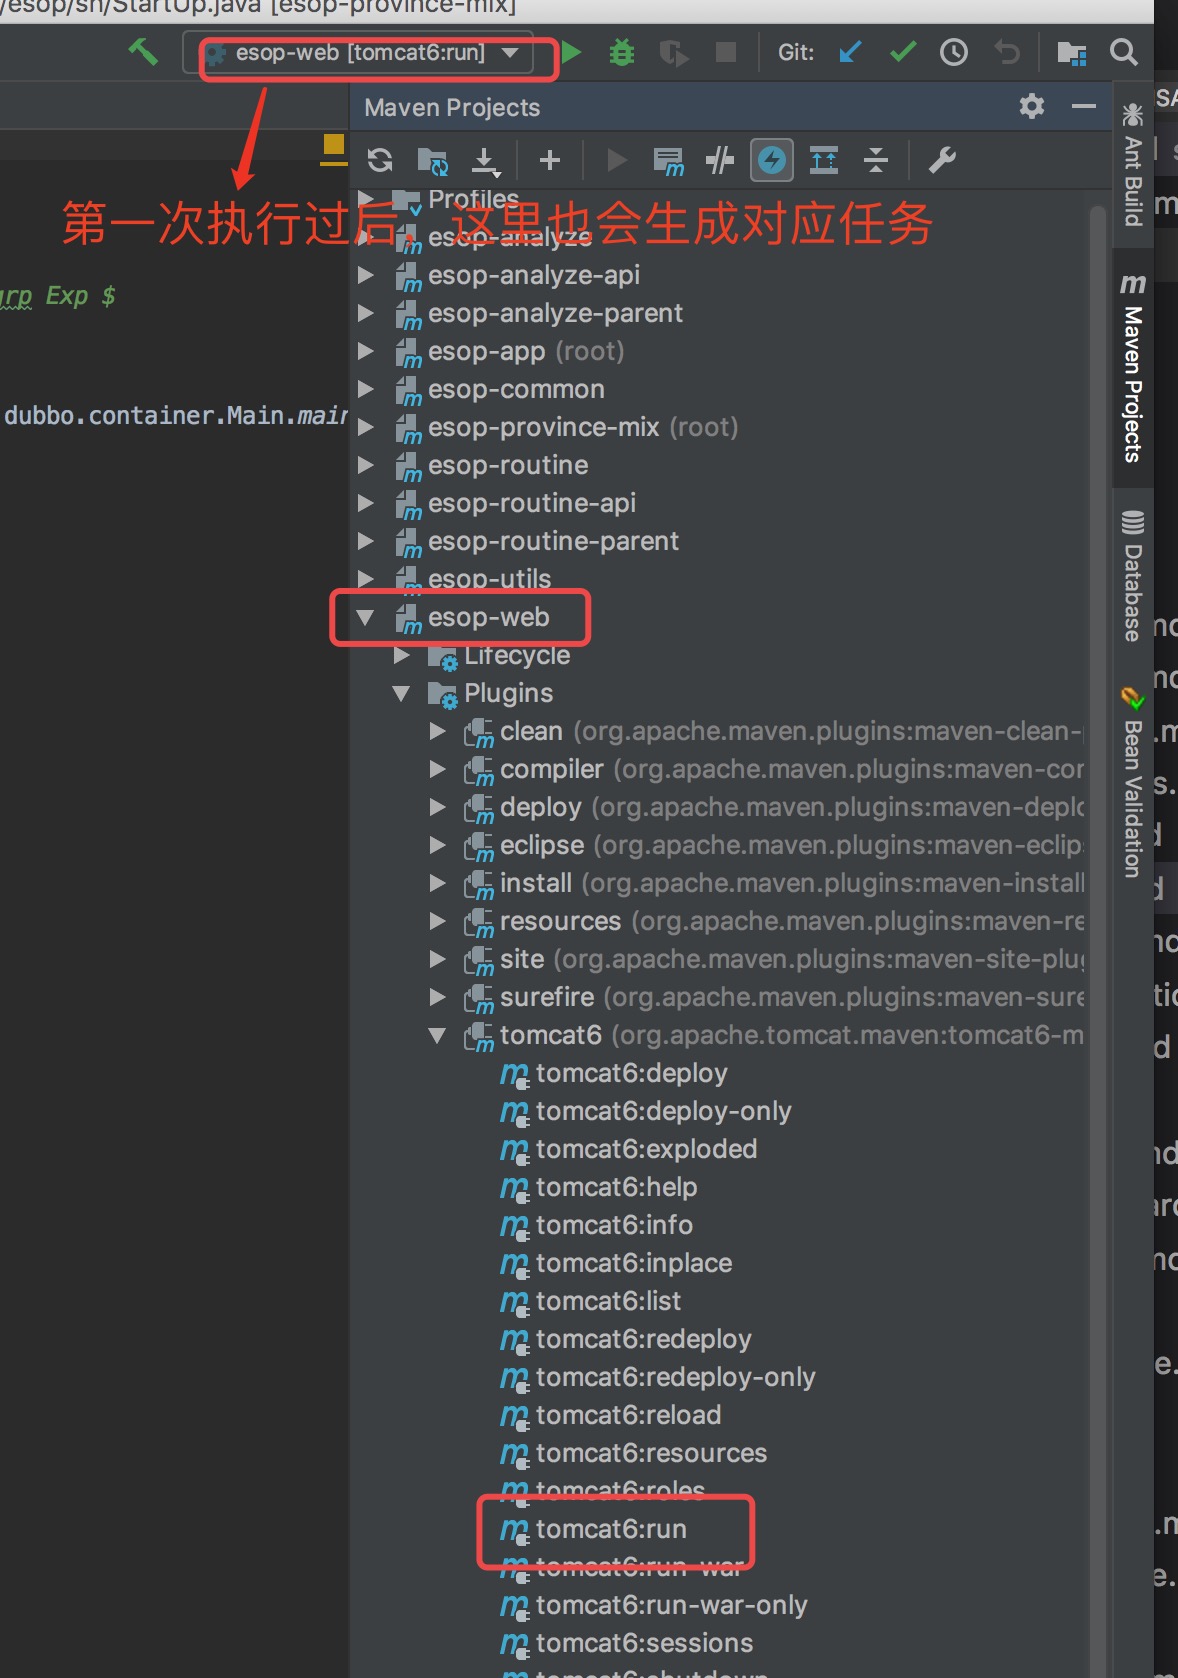 /esop/sn/StartUp.java [esop-province-mix]
esop-web [tomcat6:run]
Git:
Maven Projects
Profiles
第一次执行过后，这里也会生成对应任务
esop-analyze
esop-analyze-api
grp Exp $
esop-analyze-parent
esop-app (root)
esop-common
dubbo.container.Main.main
esop-province-mix (root)
esop-routine
esop-routine-api
esop-routine-parent
esop-utils
esop-web
Lifecycle
Plugins
clean (org.apache.maven.plugins:maven-clean-
compiler (org.apache.maven.plugins:maven-con
deploy (org.apache.maven.plugins:maven-deplo
eclipse (org.apache.maven.plugins:maven-eclips
install (org.apache.maven.plugins:maven-install
resources (org.apache.maven.plugins:maven-re
site (org.apache.maven.plugins:maven-site-plug
surefire (org.apache.maven.plugins:maven-sure
tomcat6 (org.apache.tomcat.maven:tomcat6-m
tomcat6:deploy
tomcat6:deploy-only
tomcat6:exploded
tomcat6:help
tomcat6:info
tomcat6:inplace
tomcat6:list
tomcat6:redeploy
tomcat6:redeploy-only
tomcat6:reload
tomcat6:resources
tomcat6:roles
tomcat6:run
tomcat6:run-war
tomcat6:run-war-only
tomcat6:sessions
tomcat6:shutdown
Ant Build
Maven Projects
Database
Bean Validation